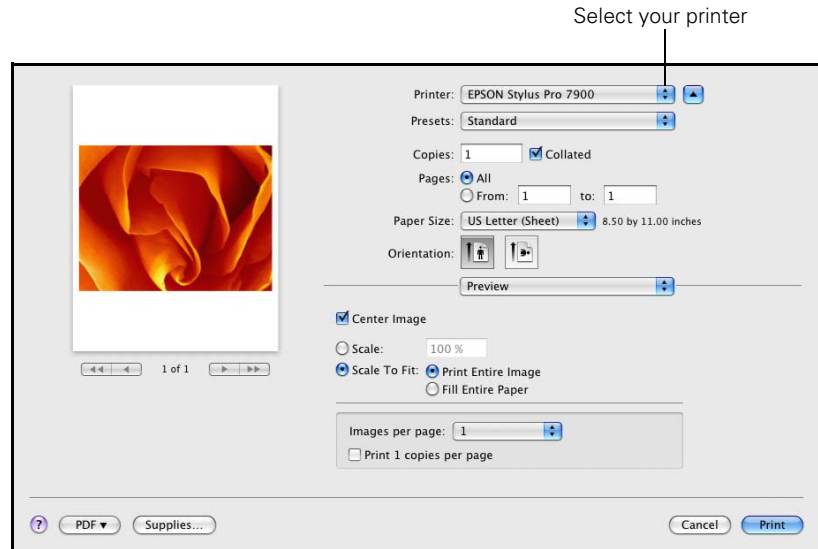 Select your printer
Printer: EPSON Stylus Pro 7900
Presets: Standard
Copies: 1 Collated
Pages: All
From: 1 to: 1
Paper Size: US Letter (Sheet) 8.50 by 11.00 inches
Orientation:
Preview
Center Image
Scale: 100 %
1 of 1
Scale To Fit: Print Entire Image
Fill Entire Paper
Images per page: 1
Print 1 copies per page
? PDF Supplies... Cancel Print